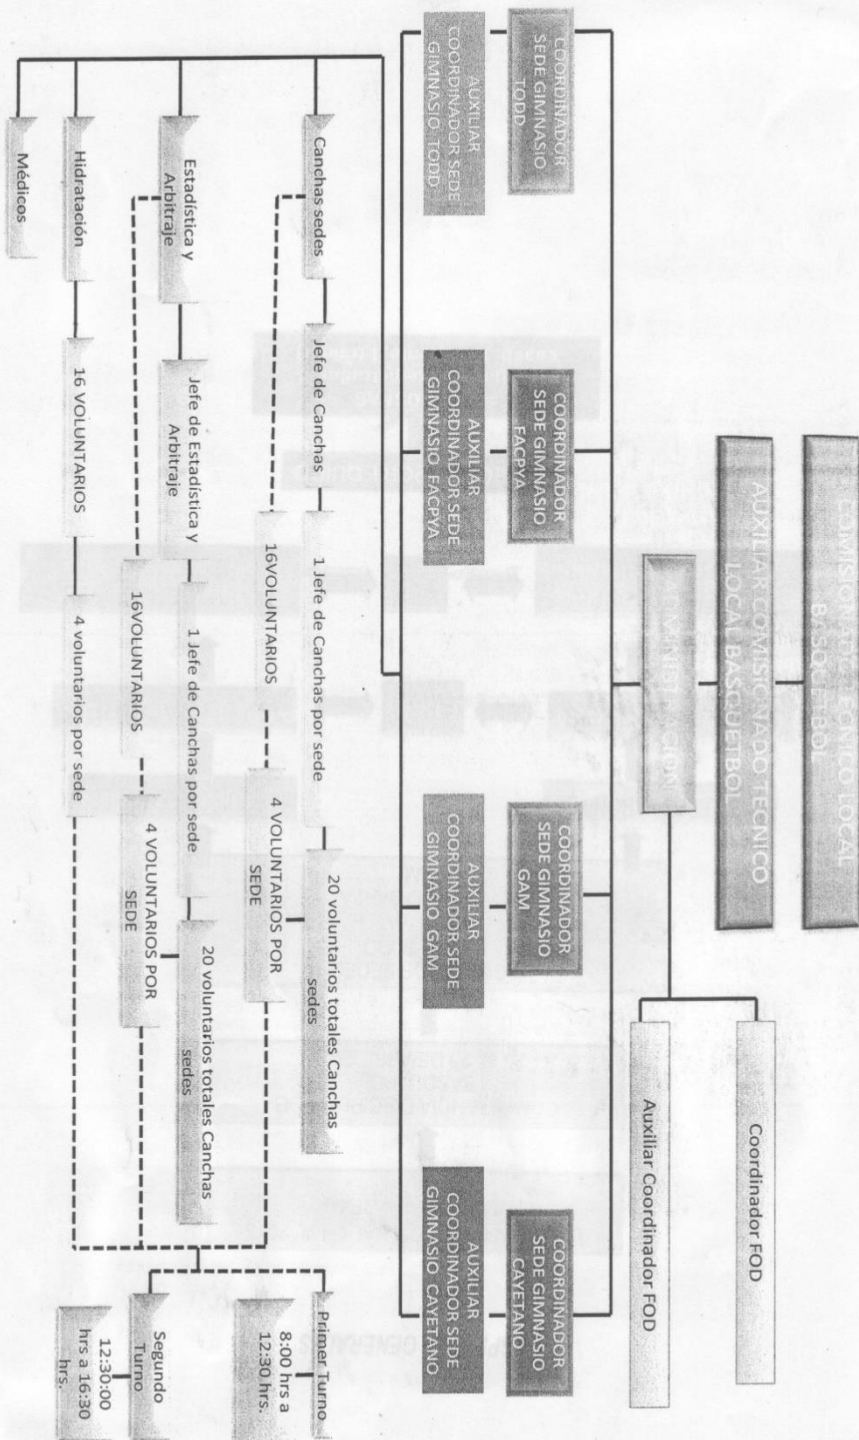 COMISIONADO TECNICO LOCAL
BASQUETBOL
AUXILIAR COMISIONADO TECNICO
LOCAL BASQUETBOL
Coordinador FOD
Auxiliar Coordinador FOD
COORDINADOR
SEDE GIMNASIO
TODD
COORDINADOR
SEDE GIMNASIO
FACPYA
COORDINADOR
SEDE GIMNASIO
GAM
COORDINADOR
SEDE GIMNASIO
CAYETANO
AUXILIAR
COORDINADOR SEDE
GIMNASIO TODD
AUXILIAR
COORDINADOR SEDE
GIMNASIO FACPYA
AUXILIAR
COORDINADOR SEDE
GIMNASIO GAM
AUXILIAR
COORDINADOR SEDE
GIMNASIO CAYETANO
Canchas sedes
Jefe de Canchas
1 Jefe de Canchas por sede
20 voluntarios totales Canchas
sedes
16VOLUNTARIOS
4 VOLUNTARIOS POR
SEDE
Estadística y
Arbitraje
Jefe de Estadística y
Arbitraje
1 Jefe de Canchas por sede
20 voluntarios totales Canchas
sedes
16VOLUNTARIOS
4 VOLUNTARIOS POR
SEDE
Hidratación
16 VOLUNTARIOS
4 voluntarios por sede
Médicos
Primer Turno
8:00 hrs a
12:30 hrs.
Segundo
Turno
12:30:00
hrs a 16:30
hrs.